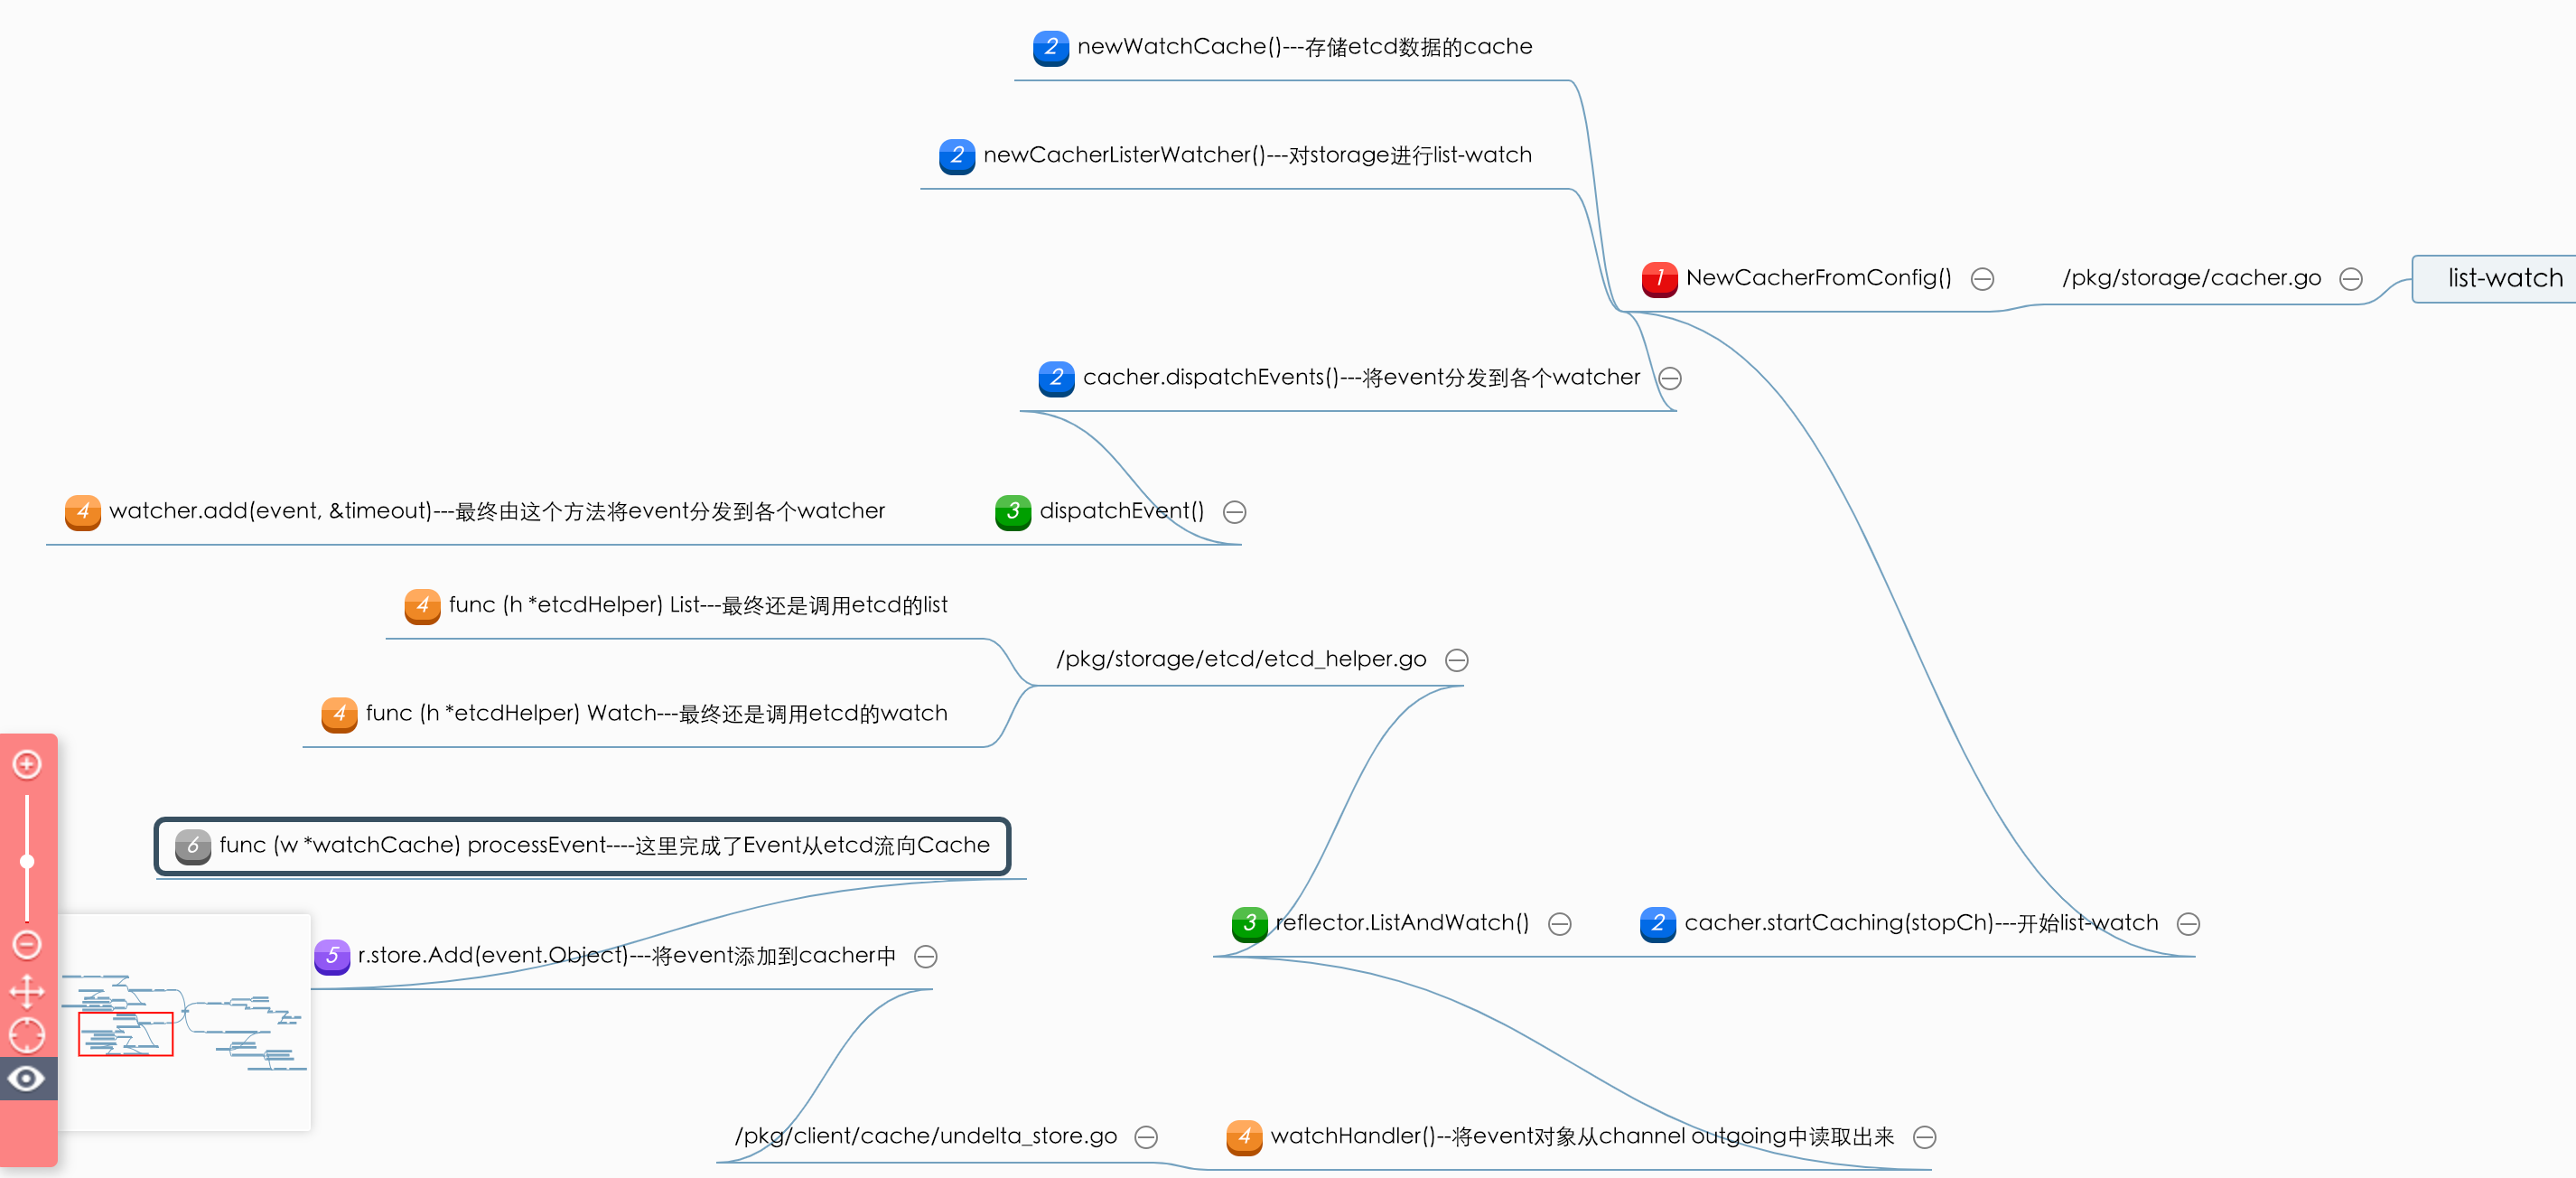 2 newWatchCache()---存储etcd数据的cache
2 newCacherListerWatcher()---对storage进行list-watch
1 NewCacherFromConfig()
/pkg/storage/cacher.go
list-watch
2 cacher.dispatchEvents()---将event分发到各个watcher
4 watcher.add(event, &timeout)---最终由这个方法将event分发到各个watcher
3 dispatchEvent()
4 func (h *etcdHelper) List---最终还是调用etcd的list
/pkg/storage/etcd/etcd_helper.go
4 func (h *etcdHelper) Watch---最终还是调用etcd的watch
6 func (w *watchCache) processEvent----这里完成了Event从etcd流向Cache
3 reflector.ListAndWatch()
2 cacher.startCaching(stopCh)---开始list-watch
5 r.store.Add(event.Object)---将event添加到cacher中
/pkg/client/cache/undelta_store.go
4 watchHandler()--将event对象从channel outgoing中读取出来